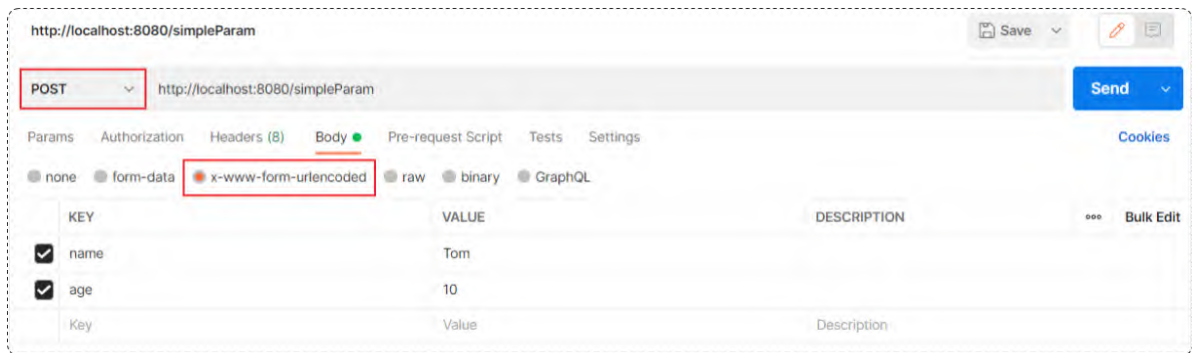 http://localhost:8080/simpleParam Save
POST http://localhost:8080/simpleParam Send
Params Authorization Headers (8) Body Pre-request Script Tests Settings Cookies
none form-data x-www-form-urlencoded raw binary GraphQL
KEY VALUE DESCRIPTION ooo Bulk Edit
name Tom
age 10
Key Value Description